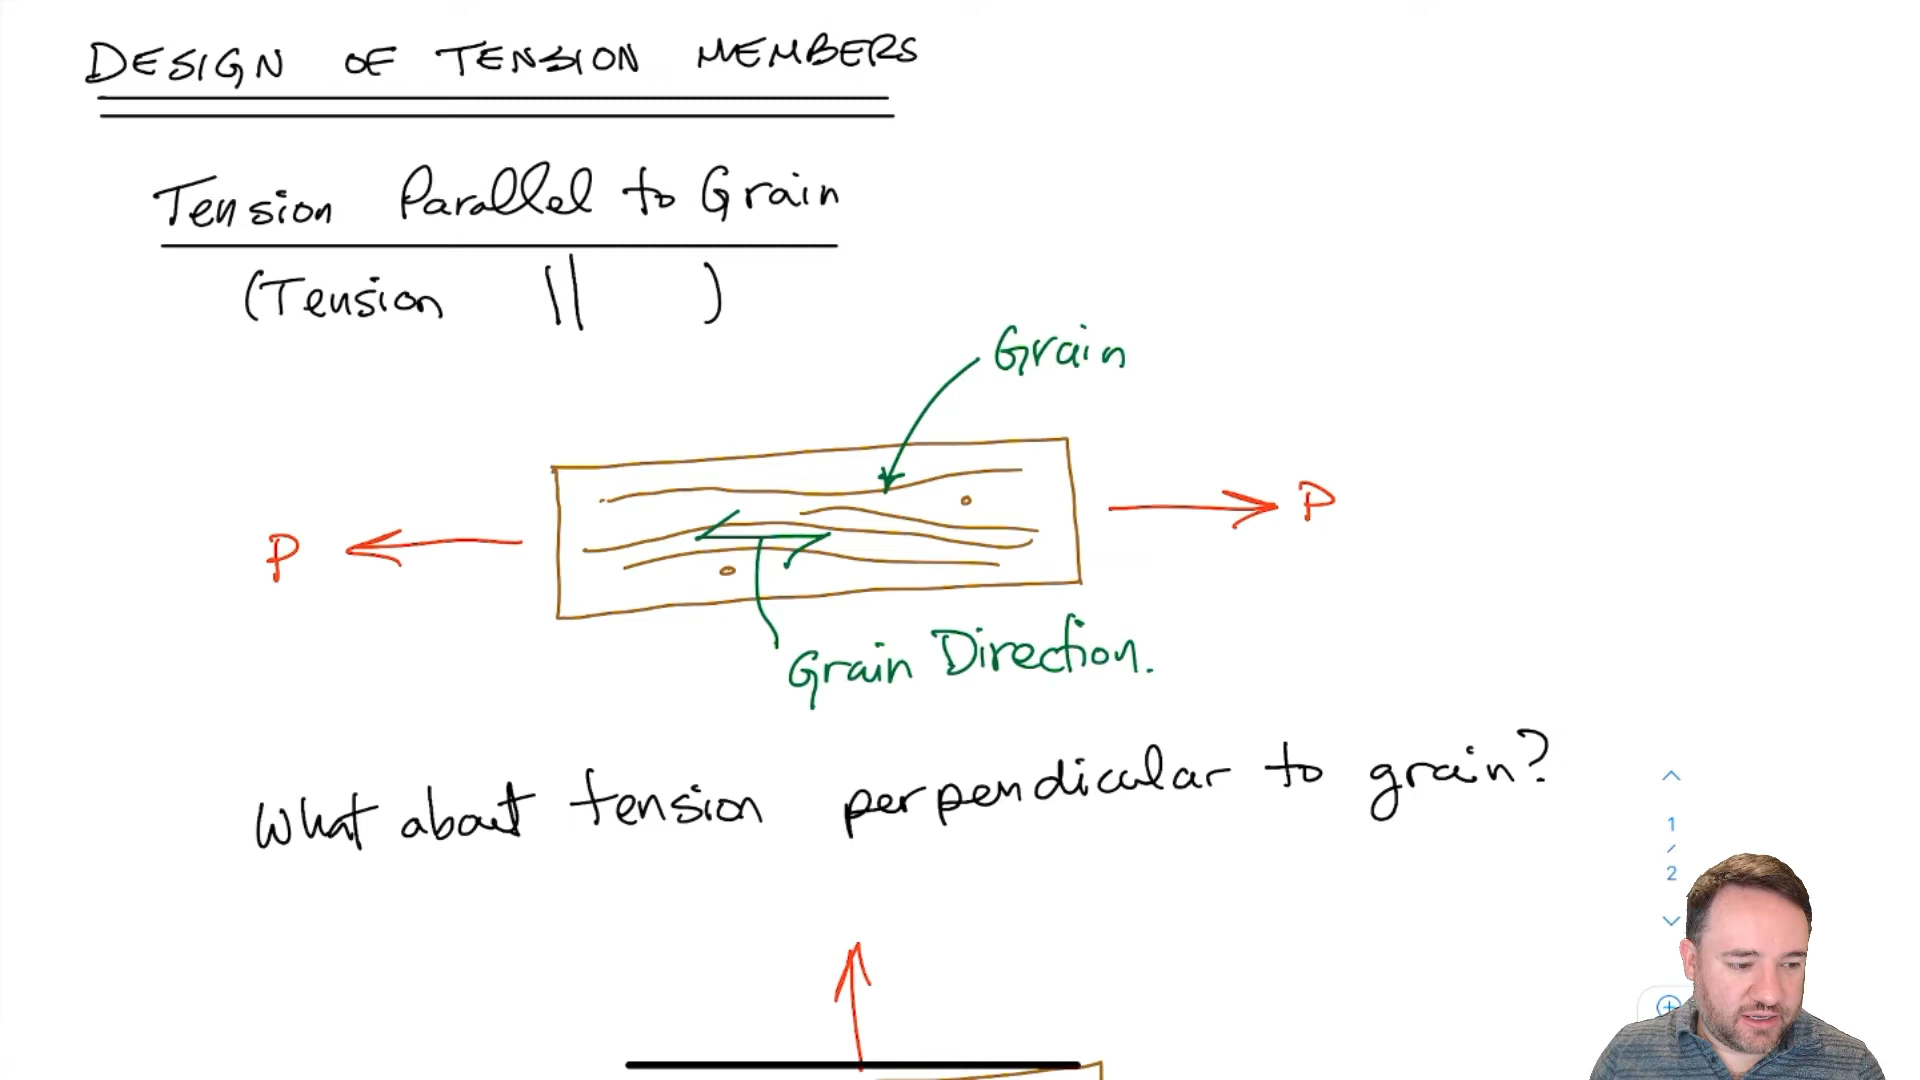 DESIGN OF TENSION MEMBERS
Tension Parallel to Grain
(Tension || )
Grain
P
P
Grain Direction.
What about tension perpendicular to grain?
1
/
2